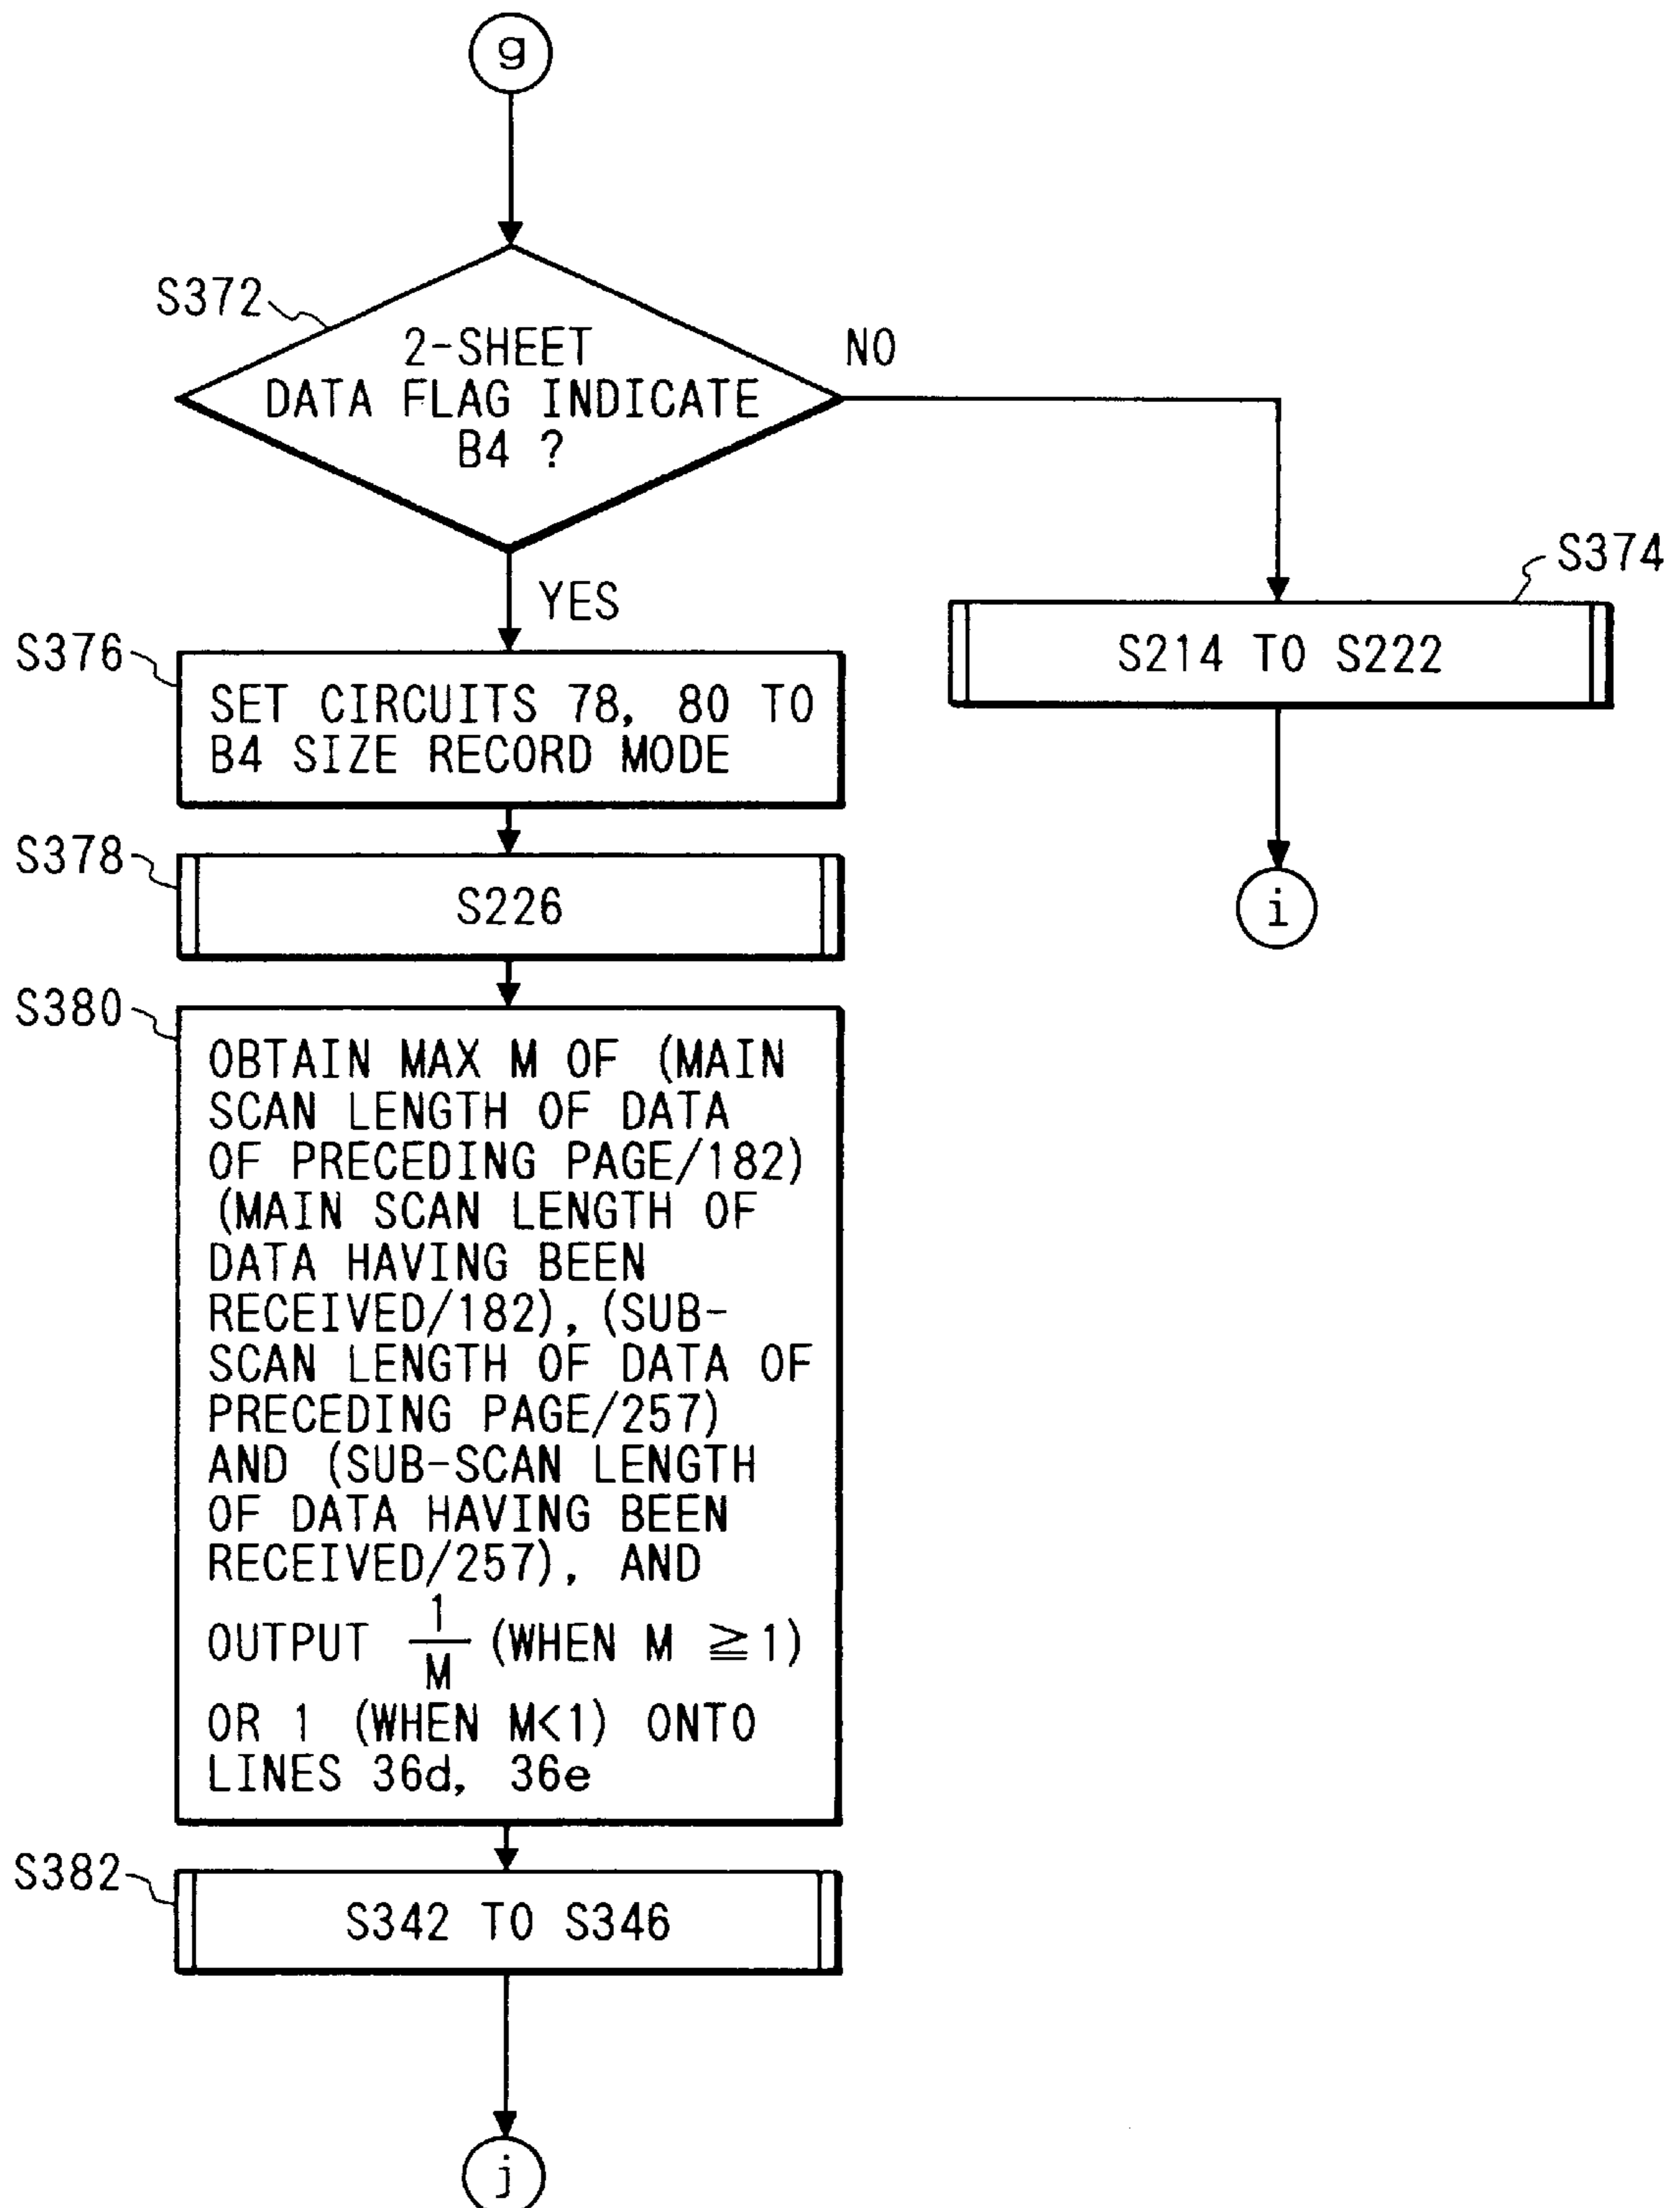 g
S372
2-SHEET
DATA FLAG INDICATE
B4 ?
NO
YES
S374
S214 TO S222
i
S376
SET CIRCUITS 78, 80 TO
B4 SIZE RECORD MODE
S378
S226
S380
OBTAIN MAX M OF (MAIN
SCAN LENGTH OF DATA
OF PRECEDING PAGE/182)
(MAIN SCAN LENGTH OF
DATA HAVING BEEN
RECEIVED/182), (SUB-
SCAN LENGTH OF DATA OF
PRECEDING PAGE/257)
AND (SUB-SCAN LENGTH
OF DATA HAVING BEEN
RECEIVED/257), AND
OUTPUT 1/M (WHEN M ≧1)
OR 1 (WHEN M<1) ONTO
LINES 36d, 36e
S382
S342 TO S346
j